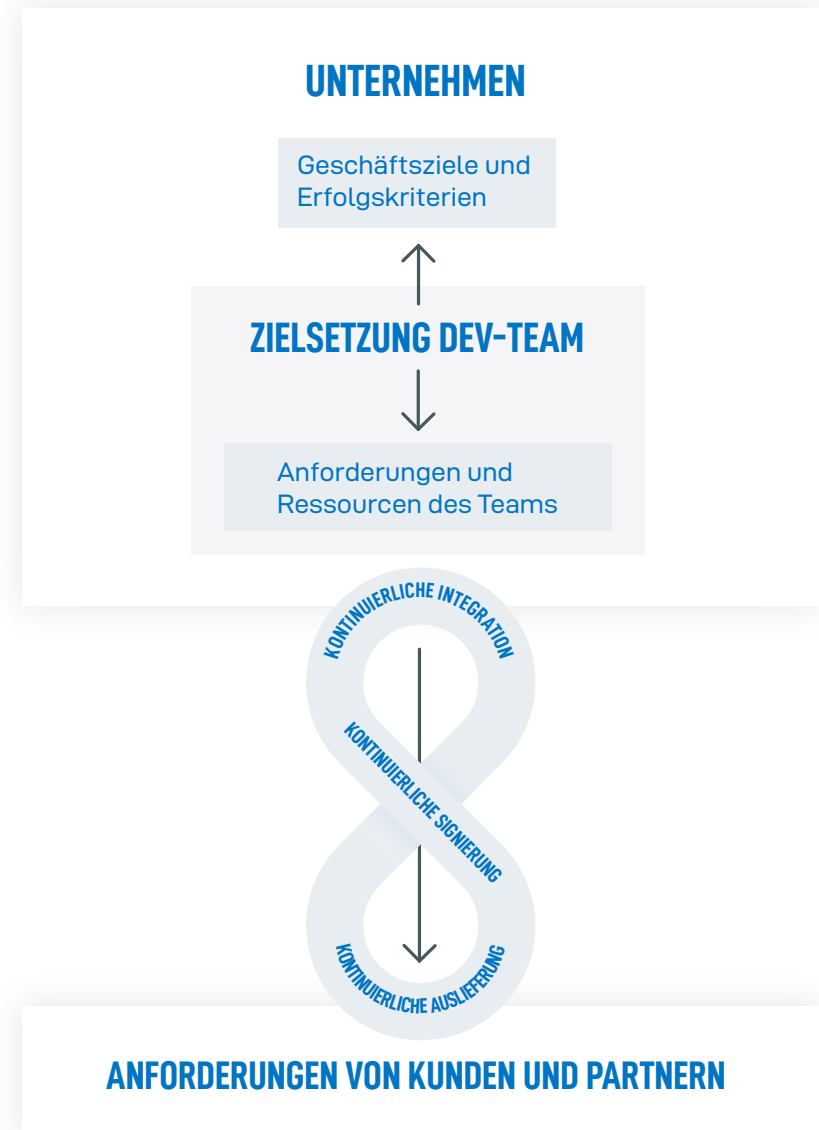 UNTERNEHMEN
Geschäftsziele und
Erfolgskriterien
ZIELSETZUNG DEV-TEAM
Anforderungen und
Ressourcen des Teams
KONTINUIERLICHE INTEGRATION
KONTINUIERLICHE SIGNIERUNG
KONTINUIERLICHE AUSLIEFERUNG
ANFORDERUNGEN VON KUNDEN UND PARTNERN